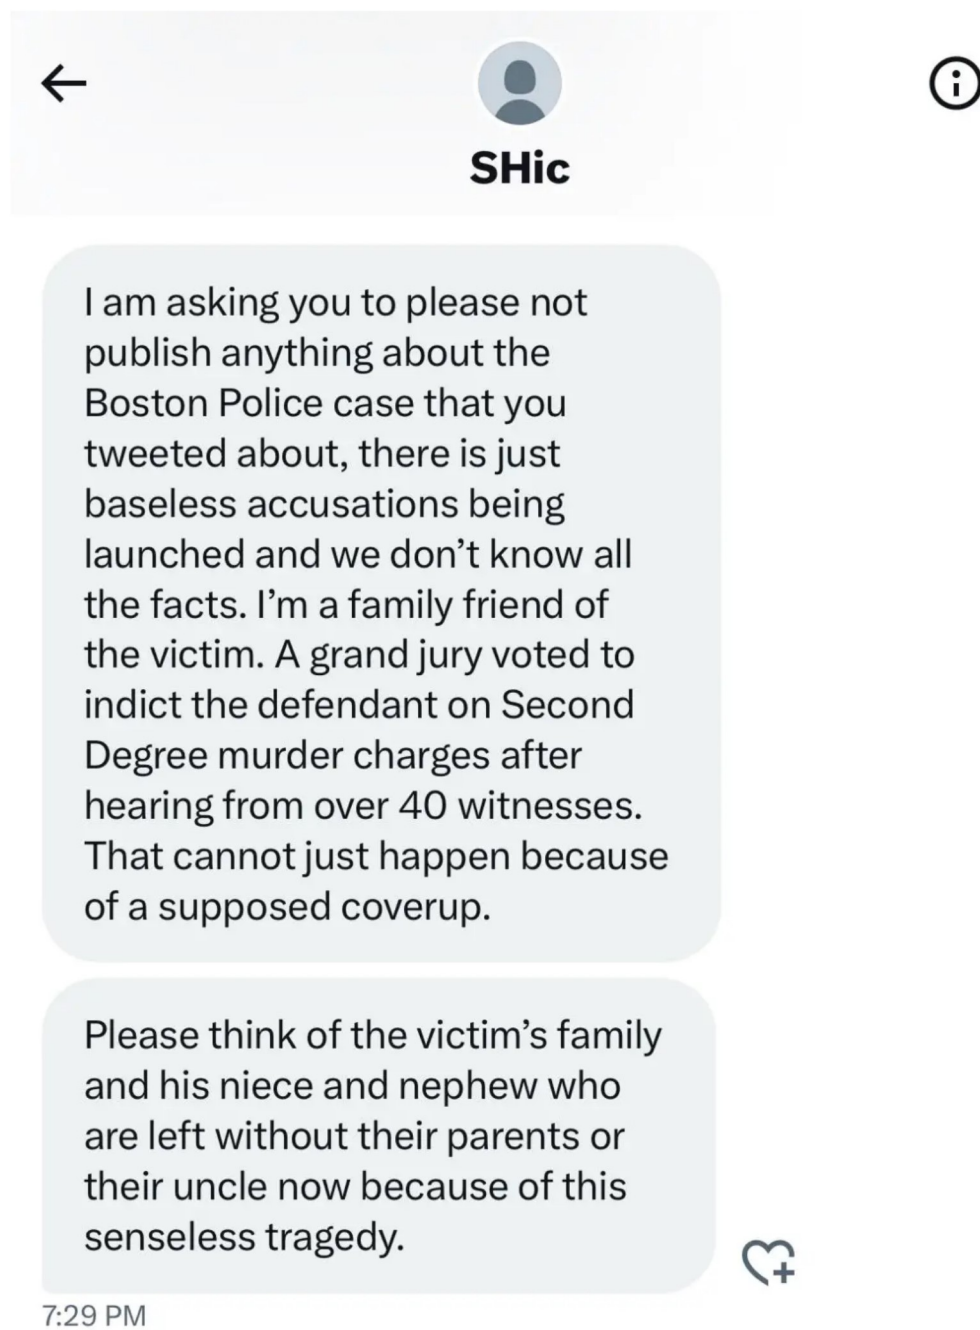 SHic
I am asking you to please not
publish anything about the
Boston Police case that you
tweeted about, there is just
baseless accusations being
launched and we don’t know all
the facts. I’m a family friend of
the victim. A grand jury voted to
indict the defendant on Second
Degree murder charges after
hearing from over 40 witnesses.
That cannot just happen because
of a supposed coverup.
Please think of the victim’s family
and his niece and nephew who
are left without their parents or
their uncle now because of this
senseless tragedy.
7:29 PM